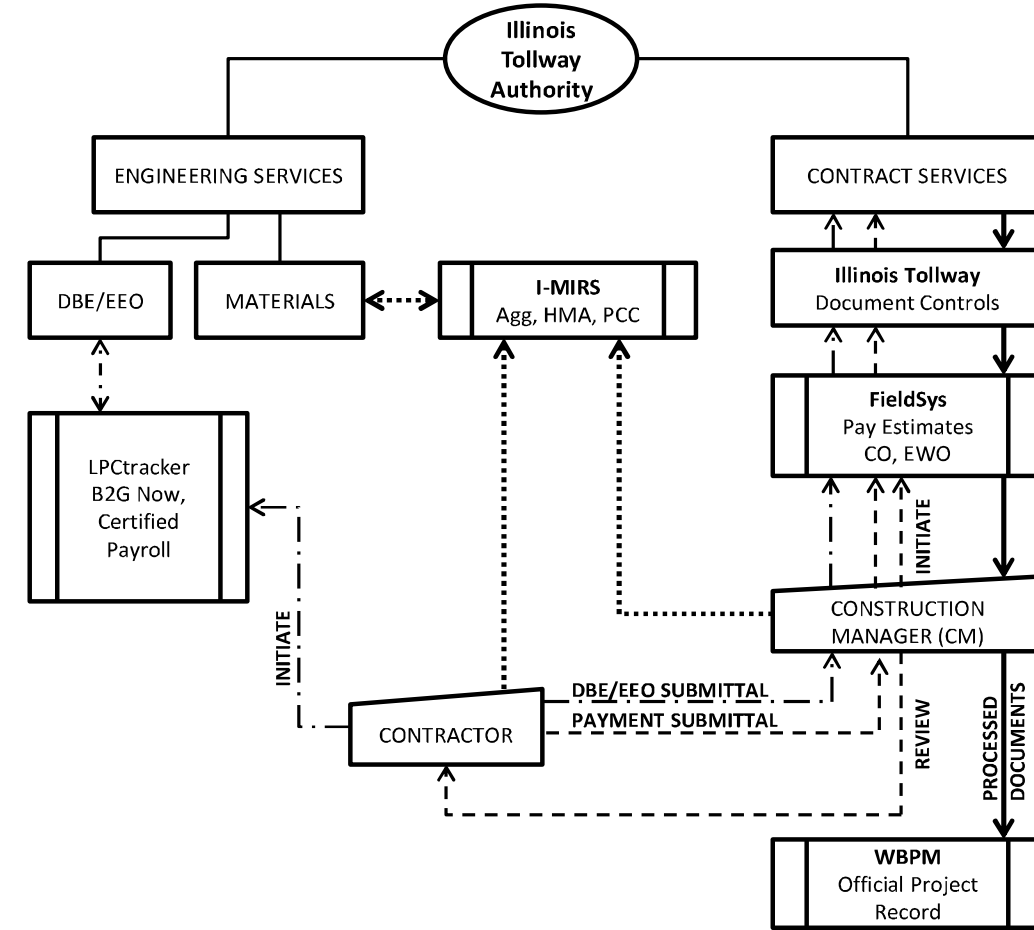 Illinois
Tollway
Authority
ENGINEERING SERVICES
CONTRACT SERVICES
DBE/EEO
MATERIALS
I-MIRS
Agg, HMA, PCC
Illinois Tollway
Document Controls
FieldSys
Pay Estimates
CO, EWO
LPCtracker
B2G Now,
Certified
Payroll
INITIATE
INITIATE
CONSTRUCTION
MANAGER (CM)
CONTRACTOR
DBE/EEO SUBMITTAL
PAYMENT SUBMITTAL
REVIEW
PROCESSED
DOCUMENTS
WBPM
Official Project
Record